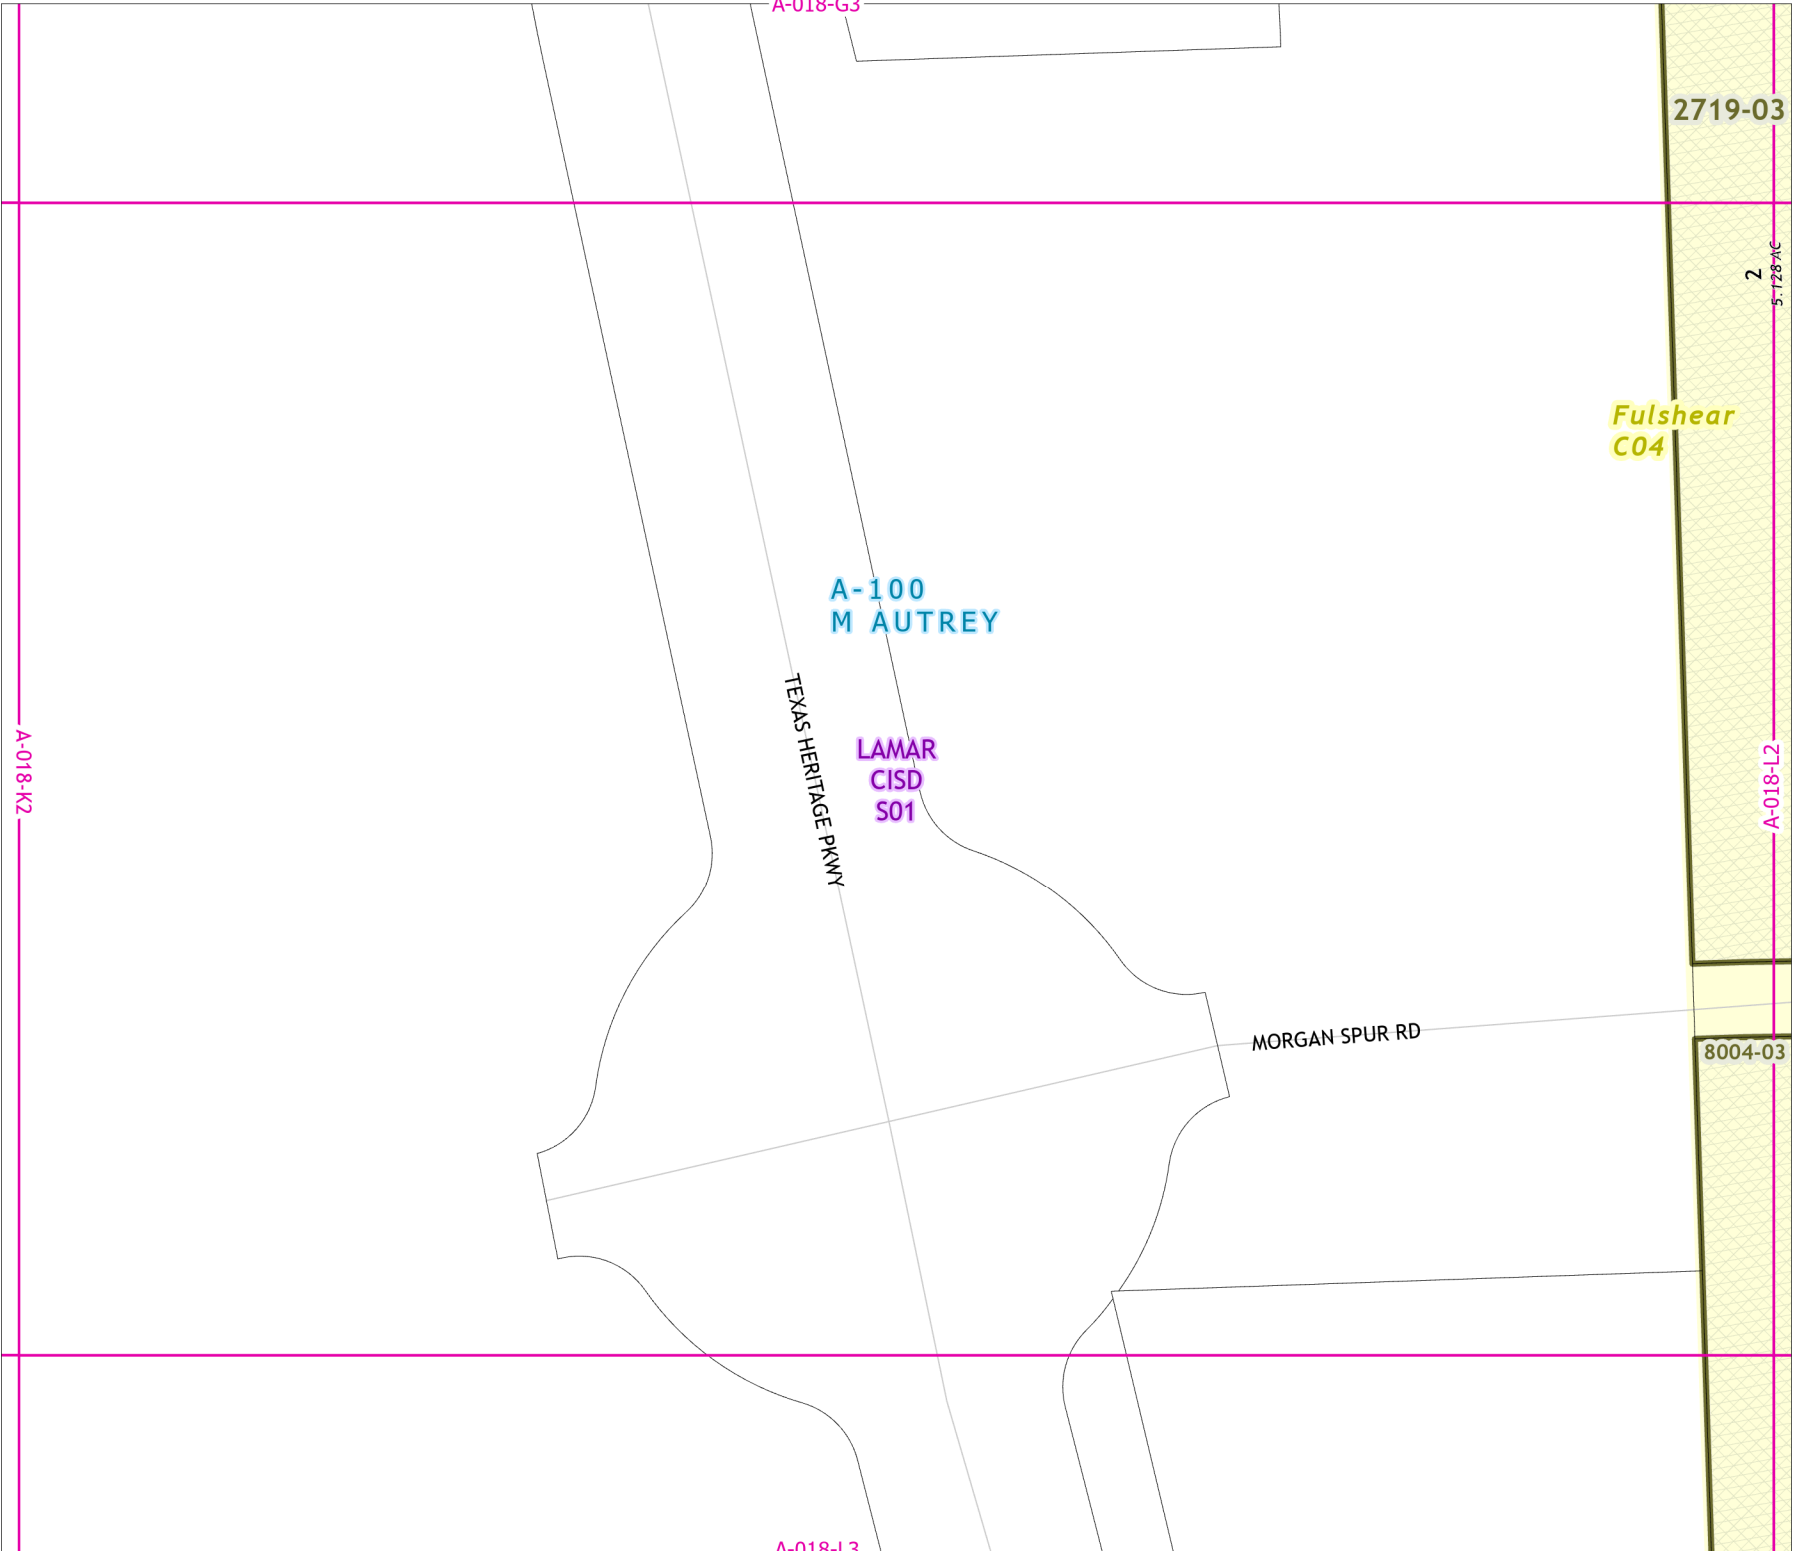 A-018-G3
2719-03
2
5.128 AC
Fulshear
C04
A-100
M AUTREY
TEXAS HERITAGE PKWY
LAMAR
CISD
S01
A-018-K2
A-018-L2
MORGAN SPUR RD
8004-03
A-018-L3